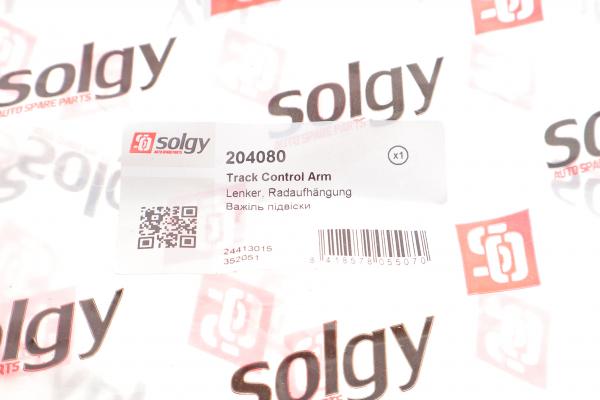 solgy
AUTO SPARE PARTS
solgy
solgy
AUTO SPARE PARTS
solgy
AUTO SPARE PARTS
204080
x1
Track Control Arm
Lenker, Radaufhängung
Важіль підвіски
24413015
352051
8 418578 055070
solgy
solgy
solgy